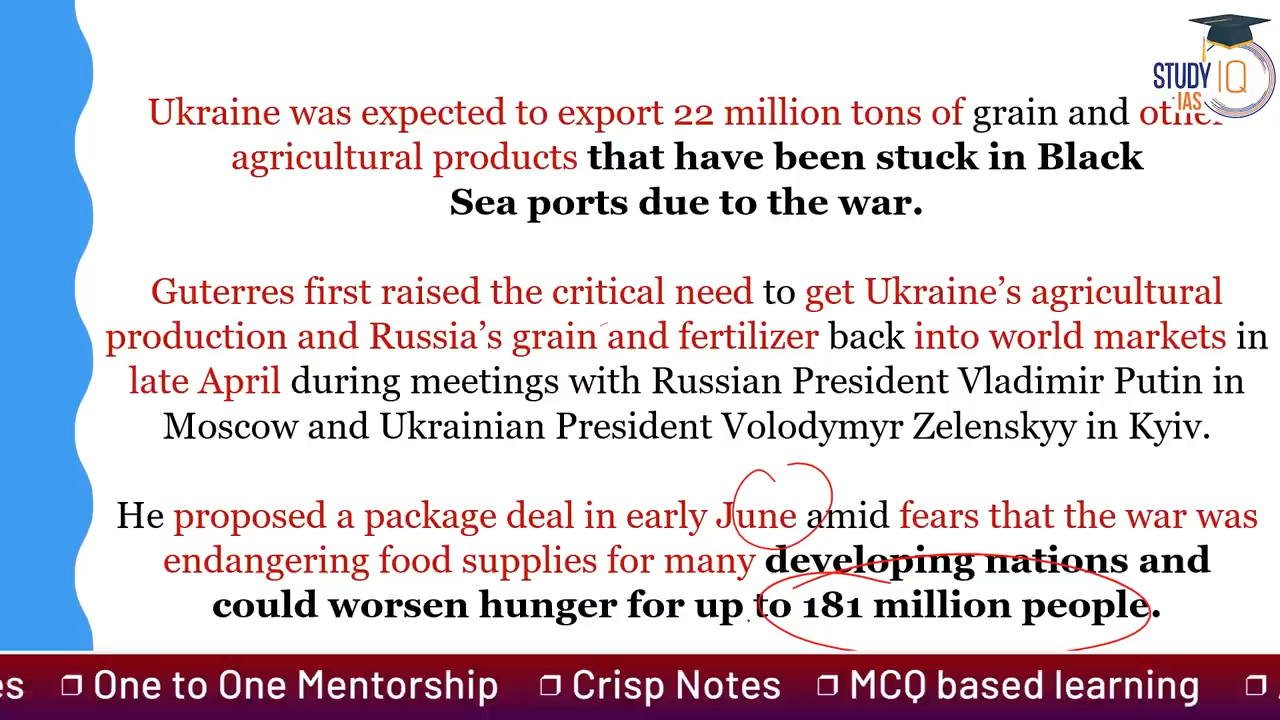 STUDY IQ
IAS
Ukraine was expected to export 22 million tons of grain and other
agricultural products that have been stuck in Black
Sea ports due to the war.
Guterres first raised the critical need to get Ukraine’s agricultural
production and Russia’s grain and fertilizer back into world markets in
late April during meetings with Russian President Vladimir Putin in
Moscow and Ukrainian President Volodymyr Zelenskyy in Kyiv.
He proposed a package deal in early June amid fears that the war was
endangering food supplies for many developing nations and
could worsen hunger for up to 181 million people.
es ❐ One to One Mentorship ❐ Crisp Notes ❐ MCQ based learning ❐